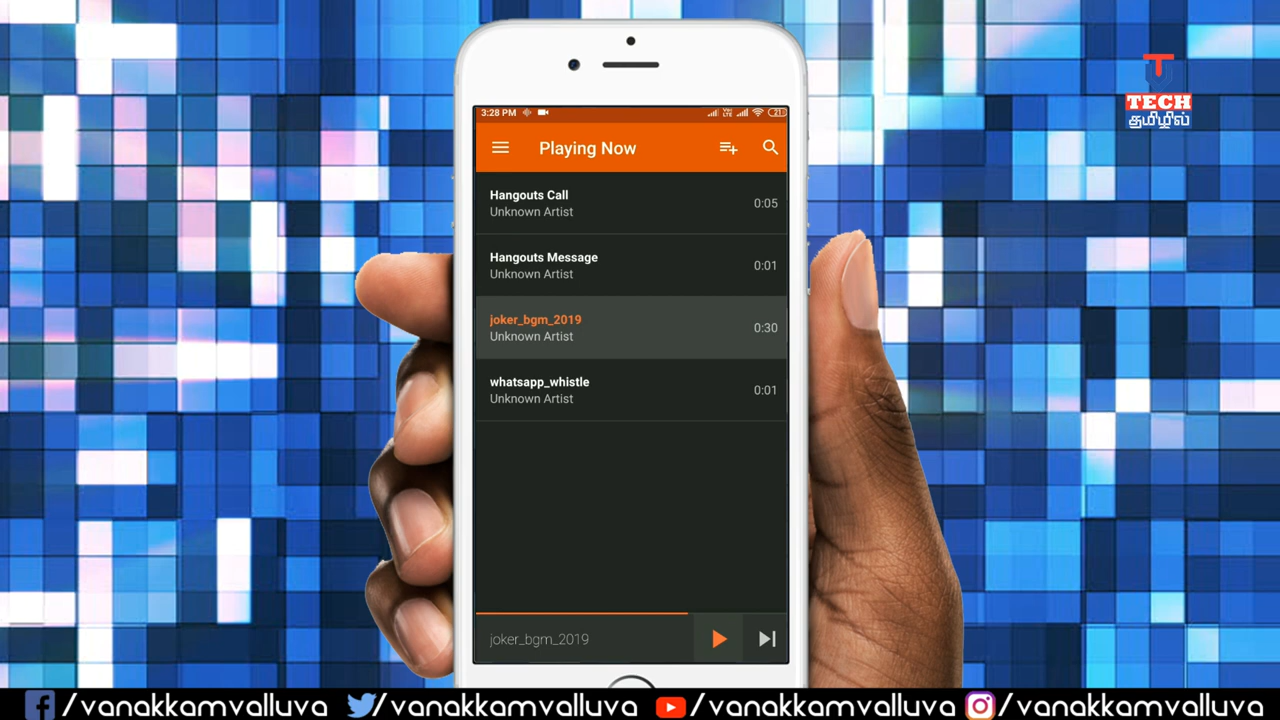 TECH
தமிழில்
3:28 PM
21
Playing Now
Hangouts Call
Unknown Artist
0:05
Hangouts Message
Unknown Artist
0:01
joker_bgm_2019
Unknown Artist
0:30
whatsapp_whistle
Unknown Artist
0:01
joker_bgm_2019
/vanakkamvalluva /vanakkamvalluva /vanakkamvalluva /vanakkamvalluva